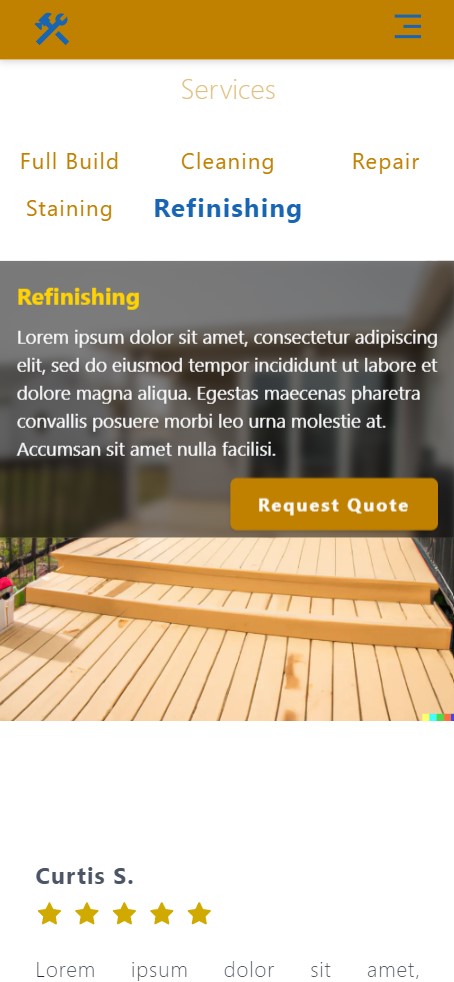 Services
Full Build Cleaning Repair
Staining Refinishing
Refinishing
Lorem ipsum dolor sit amet, consectetur adipiscing
elit, sed do eiusmod tempor incididunt ut labore et
dolore magna aliqua. Egestas maecenas pharetra
convallis posuere morbi leo urna molestie at.
Accumsan sit amet nulla facilisi.
Request Quote
Curtis S.
Lorem ipsum dolor sit amet,